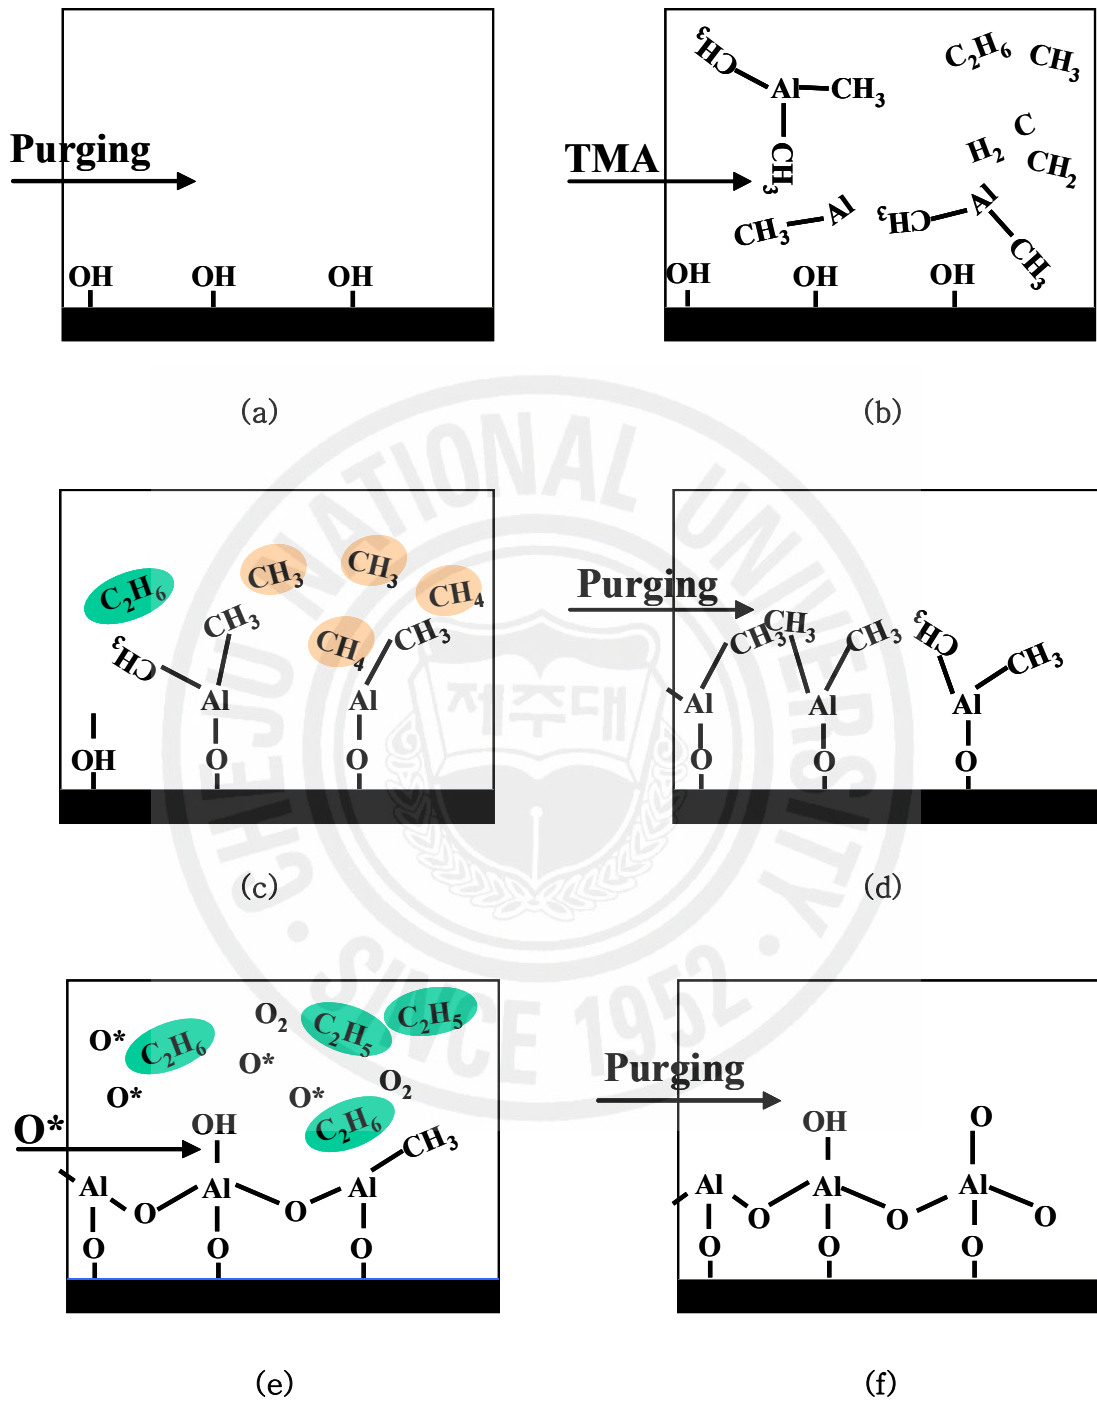 Purging
OH OH OH
(a)
TMA
CH3
Al
CH3
CH3
C2H6 CH3
C
H2
CH2
CH3
Al
CH3
Al
CH3
OH OH OH
(b)
C2H6
CH3
CH3
CH4
CH4
CH3
CH3
CH3
Al Al
OH O O
(c)
Purging
CH3
CH3
CH3
CH3
CH3
Al Al Al
O O O
(d)
O*
O* C2H6
O*
O2
O*
O*
C2H5
C2H5
O2
C2H6
OH
CH3
Al Al Al
O O
O O O
(e)
Purging
OH O
Al Al Al
O O O
O O O
(f)
CHEJU NATIONAL UNIVERSITY
제주대
SINCE 1952